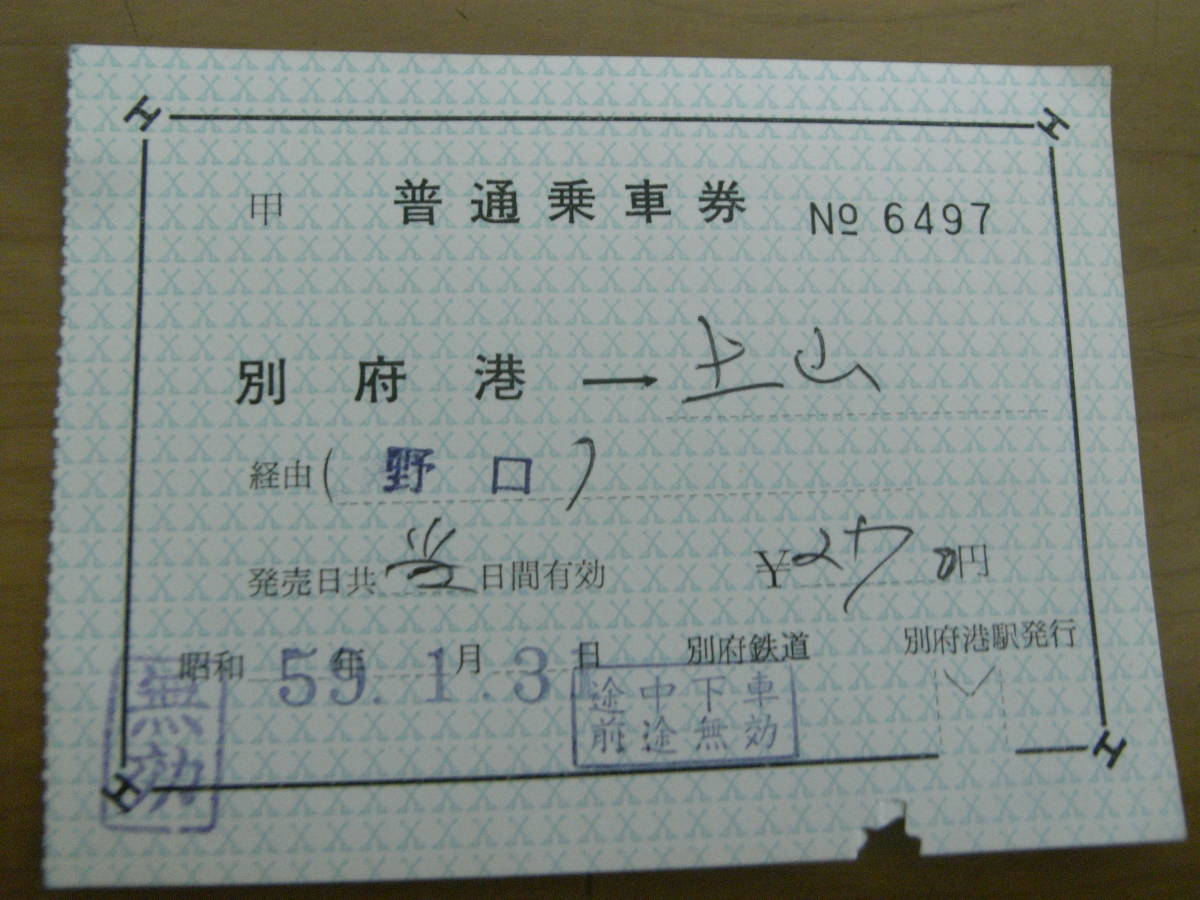 甲 普通乗車券 № 6497
別府港 → 土山
経由(野口)
発売日共当日間有効 ¥270円
昭和59年.1月.31日 別府鉄道 別府港駅発行
無効
途中下車
前途無効